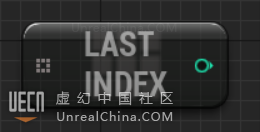 LAST
INDEX
UECN
虚幻中国社区
UnrealChina.COM